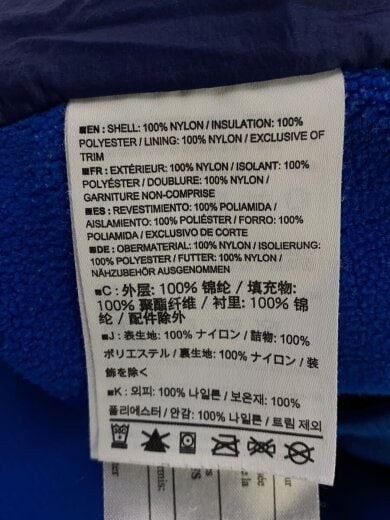 ■EN : SHELL: 100% NYLON / INSULATION: 100%
POLYESTER / LINING: 100% NYLON / EXCLUSIVE OF
TRIM
■FR : EXTÉRIEUR: 100% NYLON / ISOLANT: 100%
POLYÉSTER / DOUBLURE: 100% NYLON /
GARNITURE NON-COMPRISE
■ES : REVESTIMIENTO: 100% POLIAMIDA /
AISLAMIENTO: 100% POLIÉSTER / FORRO: 100%
POLIAMIDA / EXCLUSIVO DE CORTE
■DE : OBERMATERIAL: 100% NYLON / ISOLIERUNG:
100% POLYESTER / FUTTER: 100% NYLON /
NÄHZUBEHÖR AUSGENOMMEN
■C : 外层: 100% 锦纶 / 填充物:
100% 聚酯纤维 / 衬里: 100% 锦
纶 / 配件除外
■J : 表生地: 100% ナイロン / 詰物: 100%
ポリエステル / 裏生地: 100% ナイロン / 装
飾を除く
■K : 외피: 100% 나일론 / 보온재: 100%
폴리에스터 / 안감: 100% 나일론 / 트림 제외